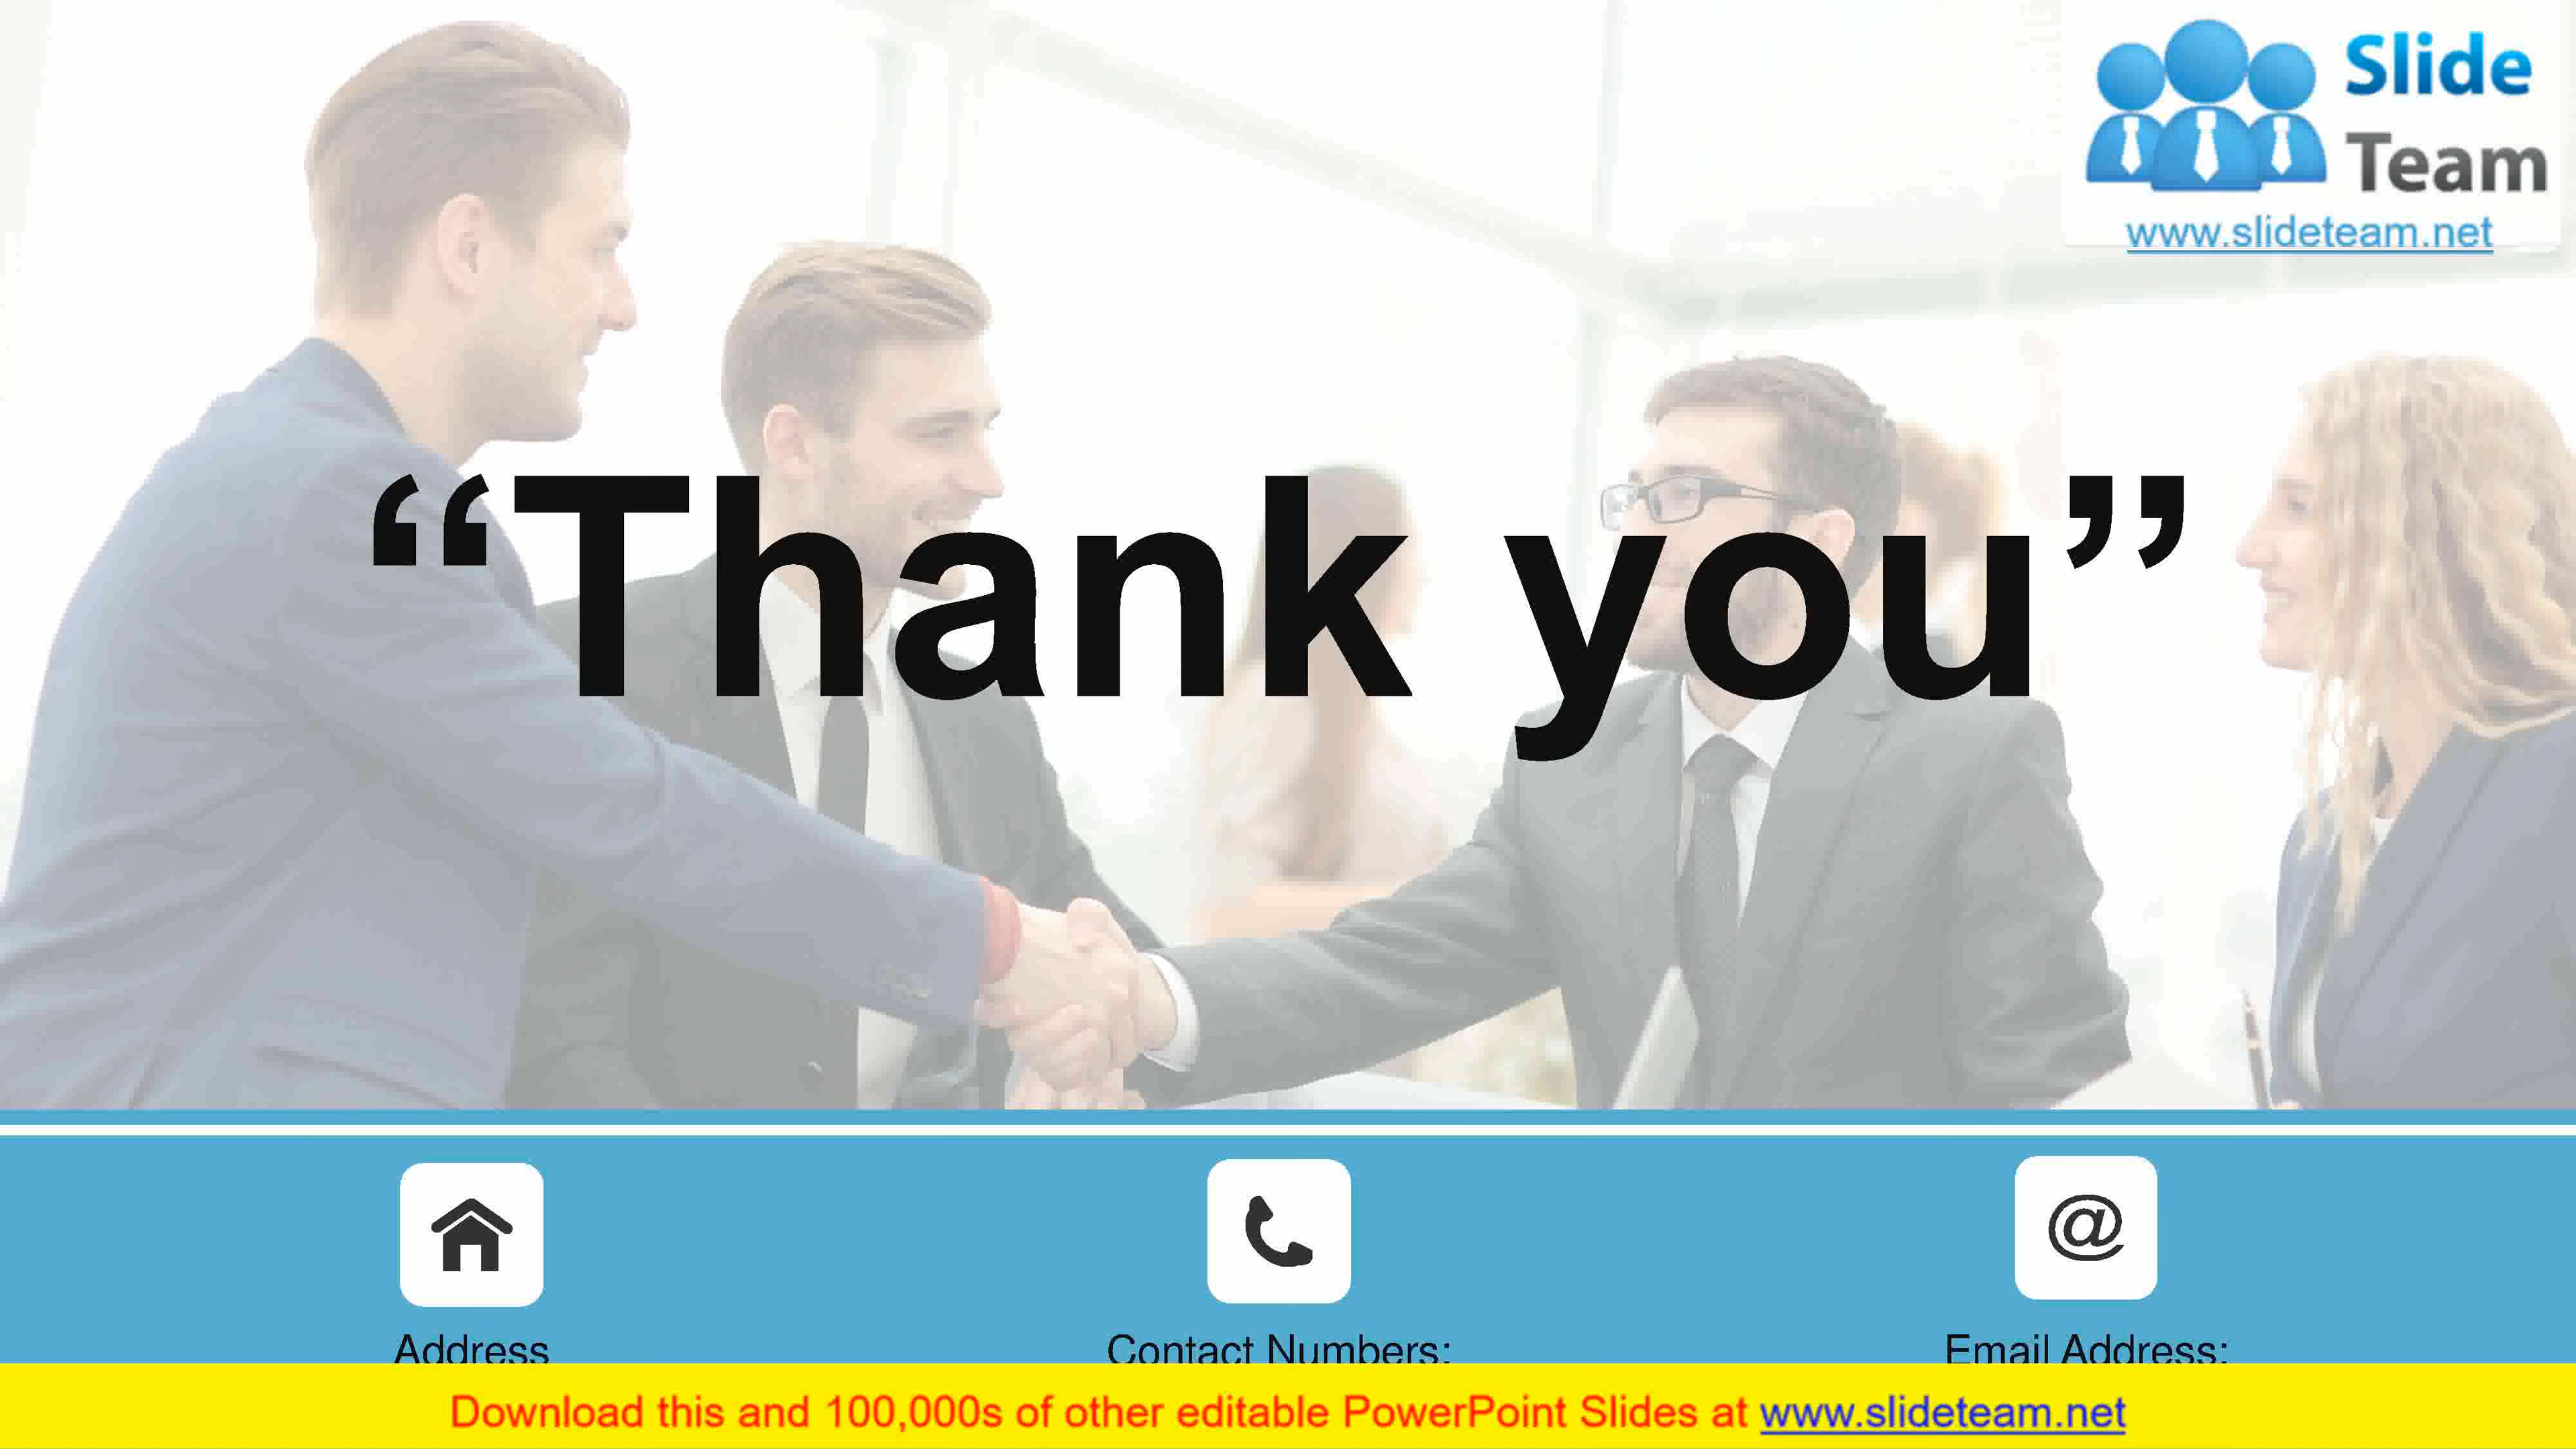 Slide
Team
www.slideteam.net
“Thank you”
@
Address
Contact Numbers:
Email Address:
Download this and 100,000s of other editable PowerPoint Slides at www.slideteam.net